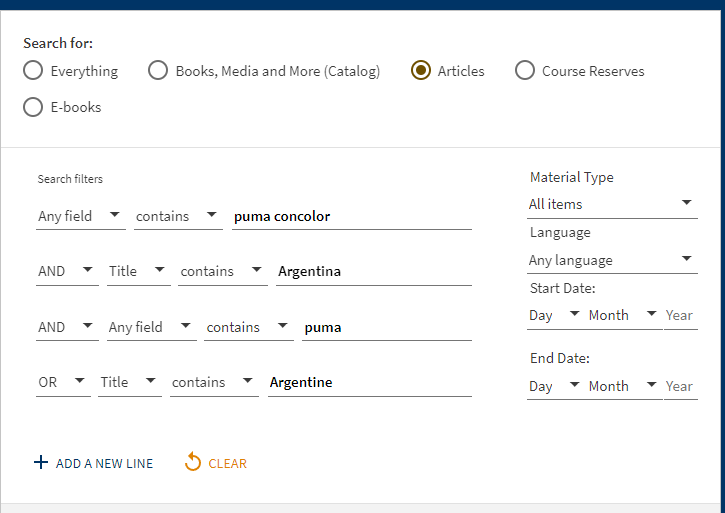 Search for:
Everything Books, Media and More (Catalog) Articles Course Reserves
E-books
Search filters
Any field contains puma concolor
AND Title contains Argentina
AND Any field contains puma
OR Title contains Argentine
+ ADD A NEW LINE CLEAR
Material Type
All items
Language
Any language
Start Date:
Day Month Year
End Date:
Day Month Year